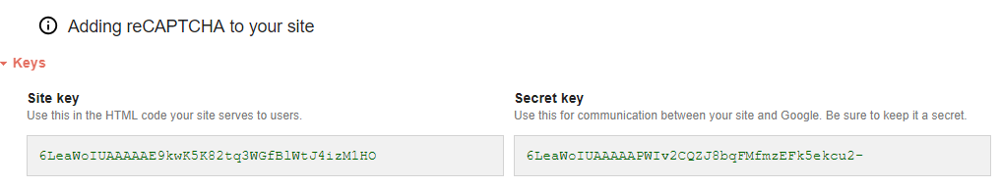 Adding reCAPTCHA to your site
Keys
Site key
Use this in the HTML code your site serves to users.
6LeaWoIUAAAAAE9kwK5K82tq3WGfBlWtJ4izM1HO
Secret key
Use this for communication between your site and Google. Be sure to keep it a secret.
6LeaWoIUAAAAAPWIv2CQZJ8bqFMfmzEFk5ekcu2-